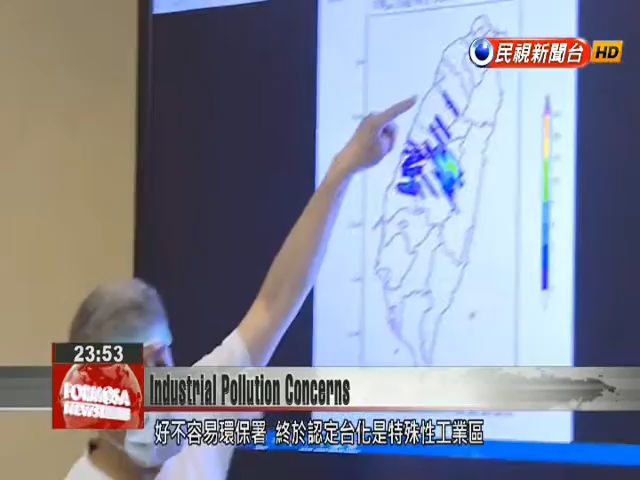 民視新聞台 HD
23:53
FORMOSA
NEWS
Industrial Pollution Concerns
好不容易環保署 終於認定台化是特殊性工業區